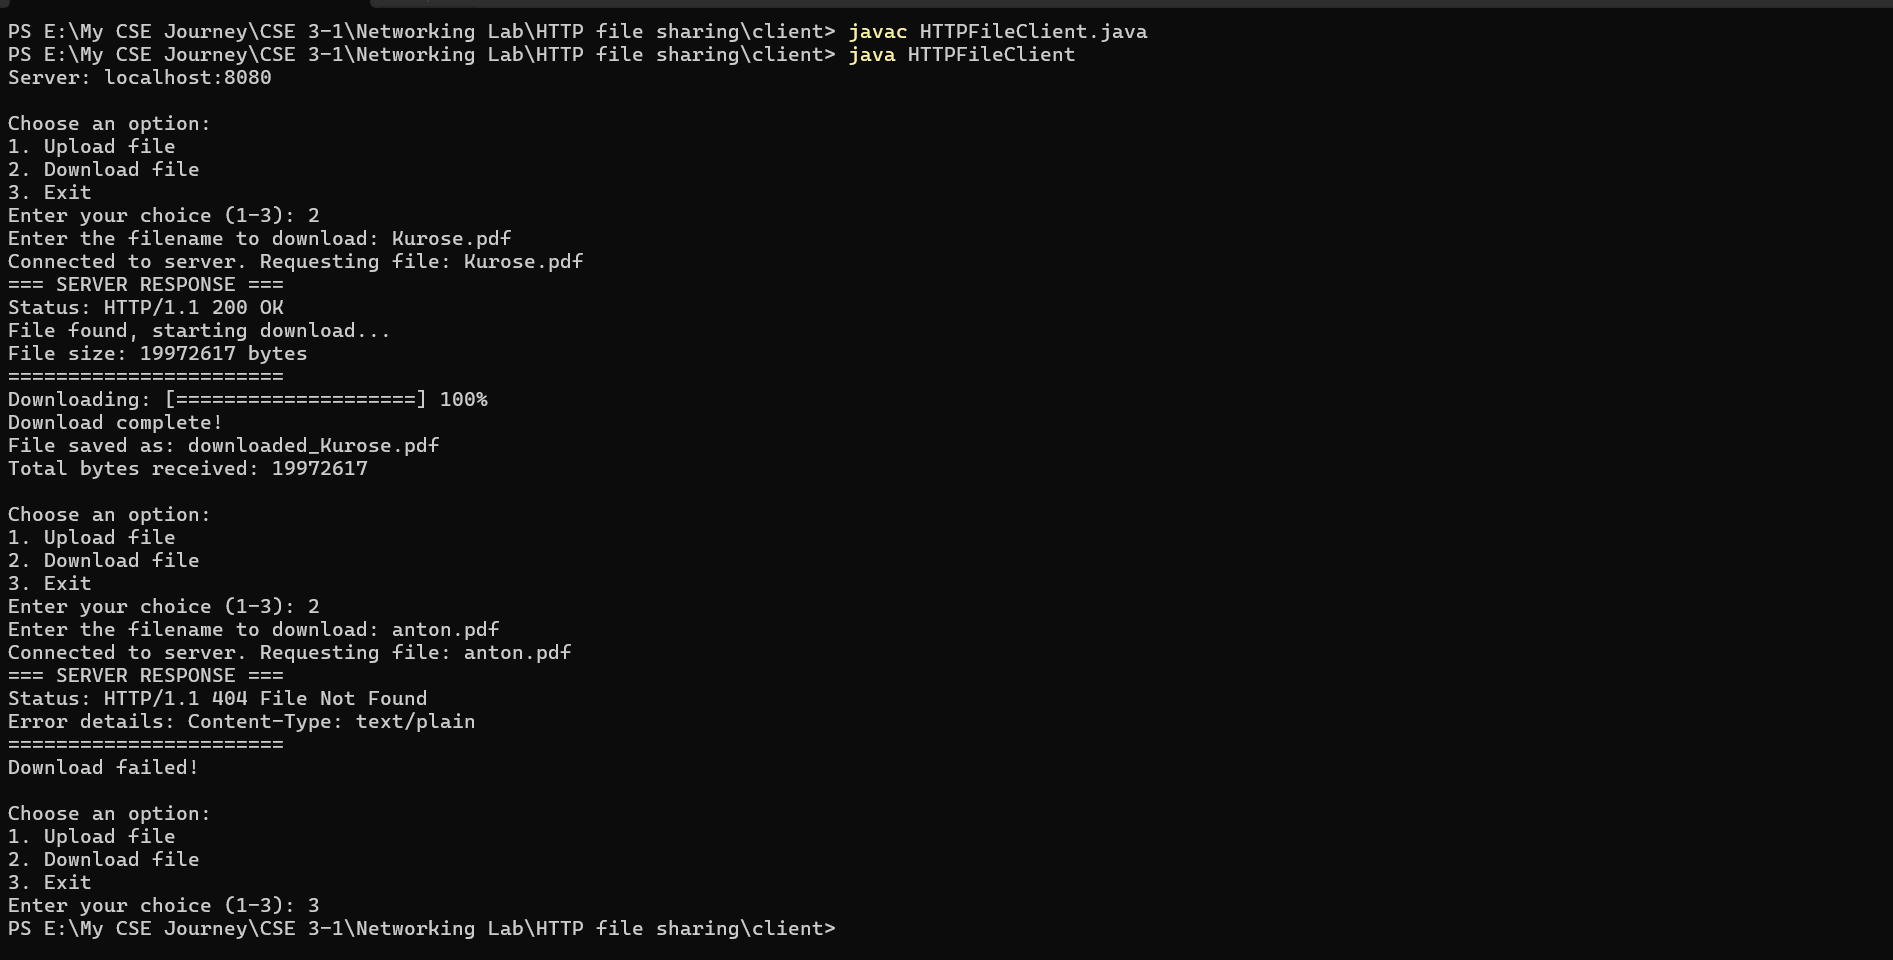 PS E:\My CSE Journey\CSE 3-1\Networking Lab\HTTP file sharing\client> javac HTTPFileClient.java
PS E:\My CSE Journey\CSE 3-1\Networking Lab\HTTP file sharing\client> java HTTPFileClient
Server: localhost:8080
Choose an option:
1. Upload file
2. Download file
3. Exit
Enter your choice (1-3): 2
Enter the filename to download: Kurose.pdf
Connected to server. Requesting file: Kurose.pdf
=== SERVER RESPONSE ===
Status: HTTP/1.1 200 OK
File found, starting download...
File size: 19972617 bytes
=======================
Downloading: [====================] 100%
Download complete!
File saved as: downloaded_Kurose.pdf
Total bytes received: 19972617
Choose an option:
1. Upload file
2. Download file
3. Exit
Enter your choice (1-3): 2
Enter the filename to download: anton.pdf
Connected to server. Requesting file: anton.pdf
=== SERVER RESPONSE ===
Status: HTTP/1.1 404 File Not Found
Error details: Content-Type: text/plain
=======================
Download failed!
Choose an option:
1. Upload file
2. Download file
3. Exit
Enter your choice (1-3): 3
PS E:\My CSE Journey\CSE 3-1\Networking Lab\HTTP file sharing\client>